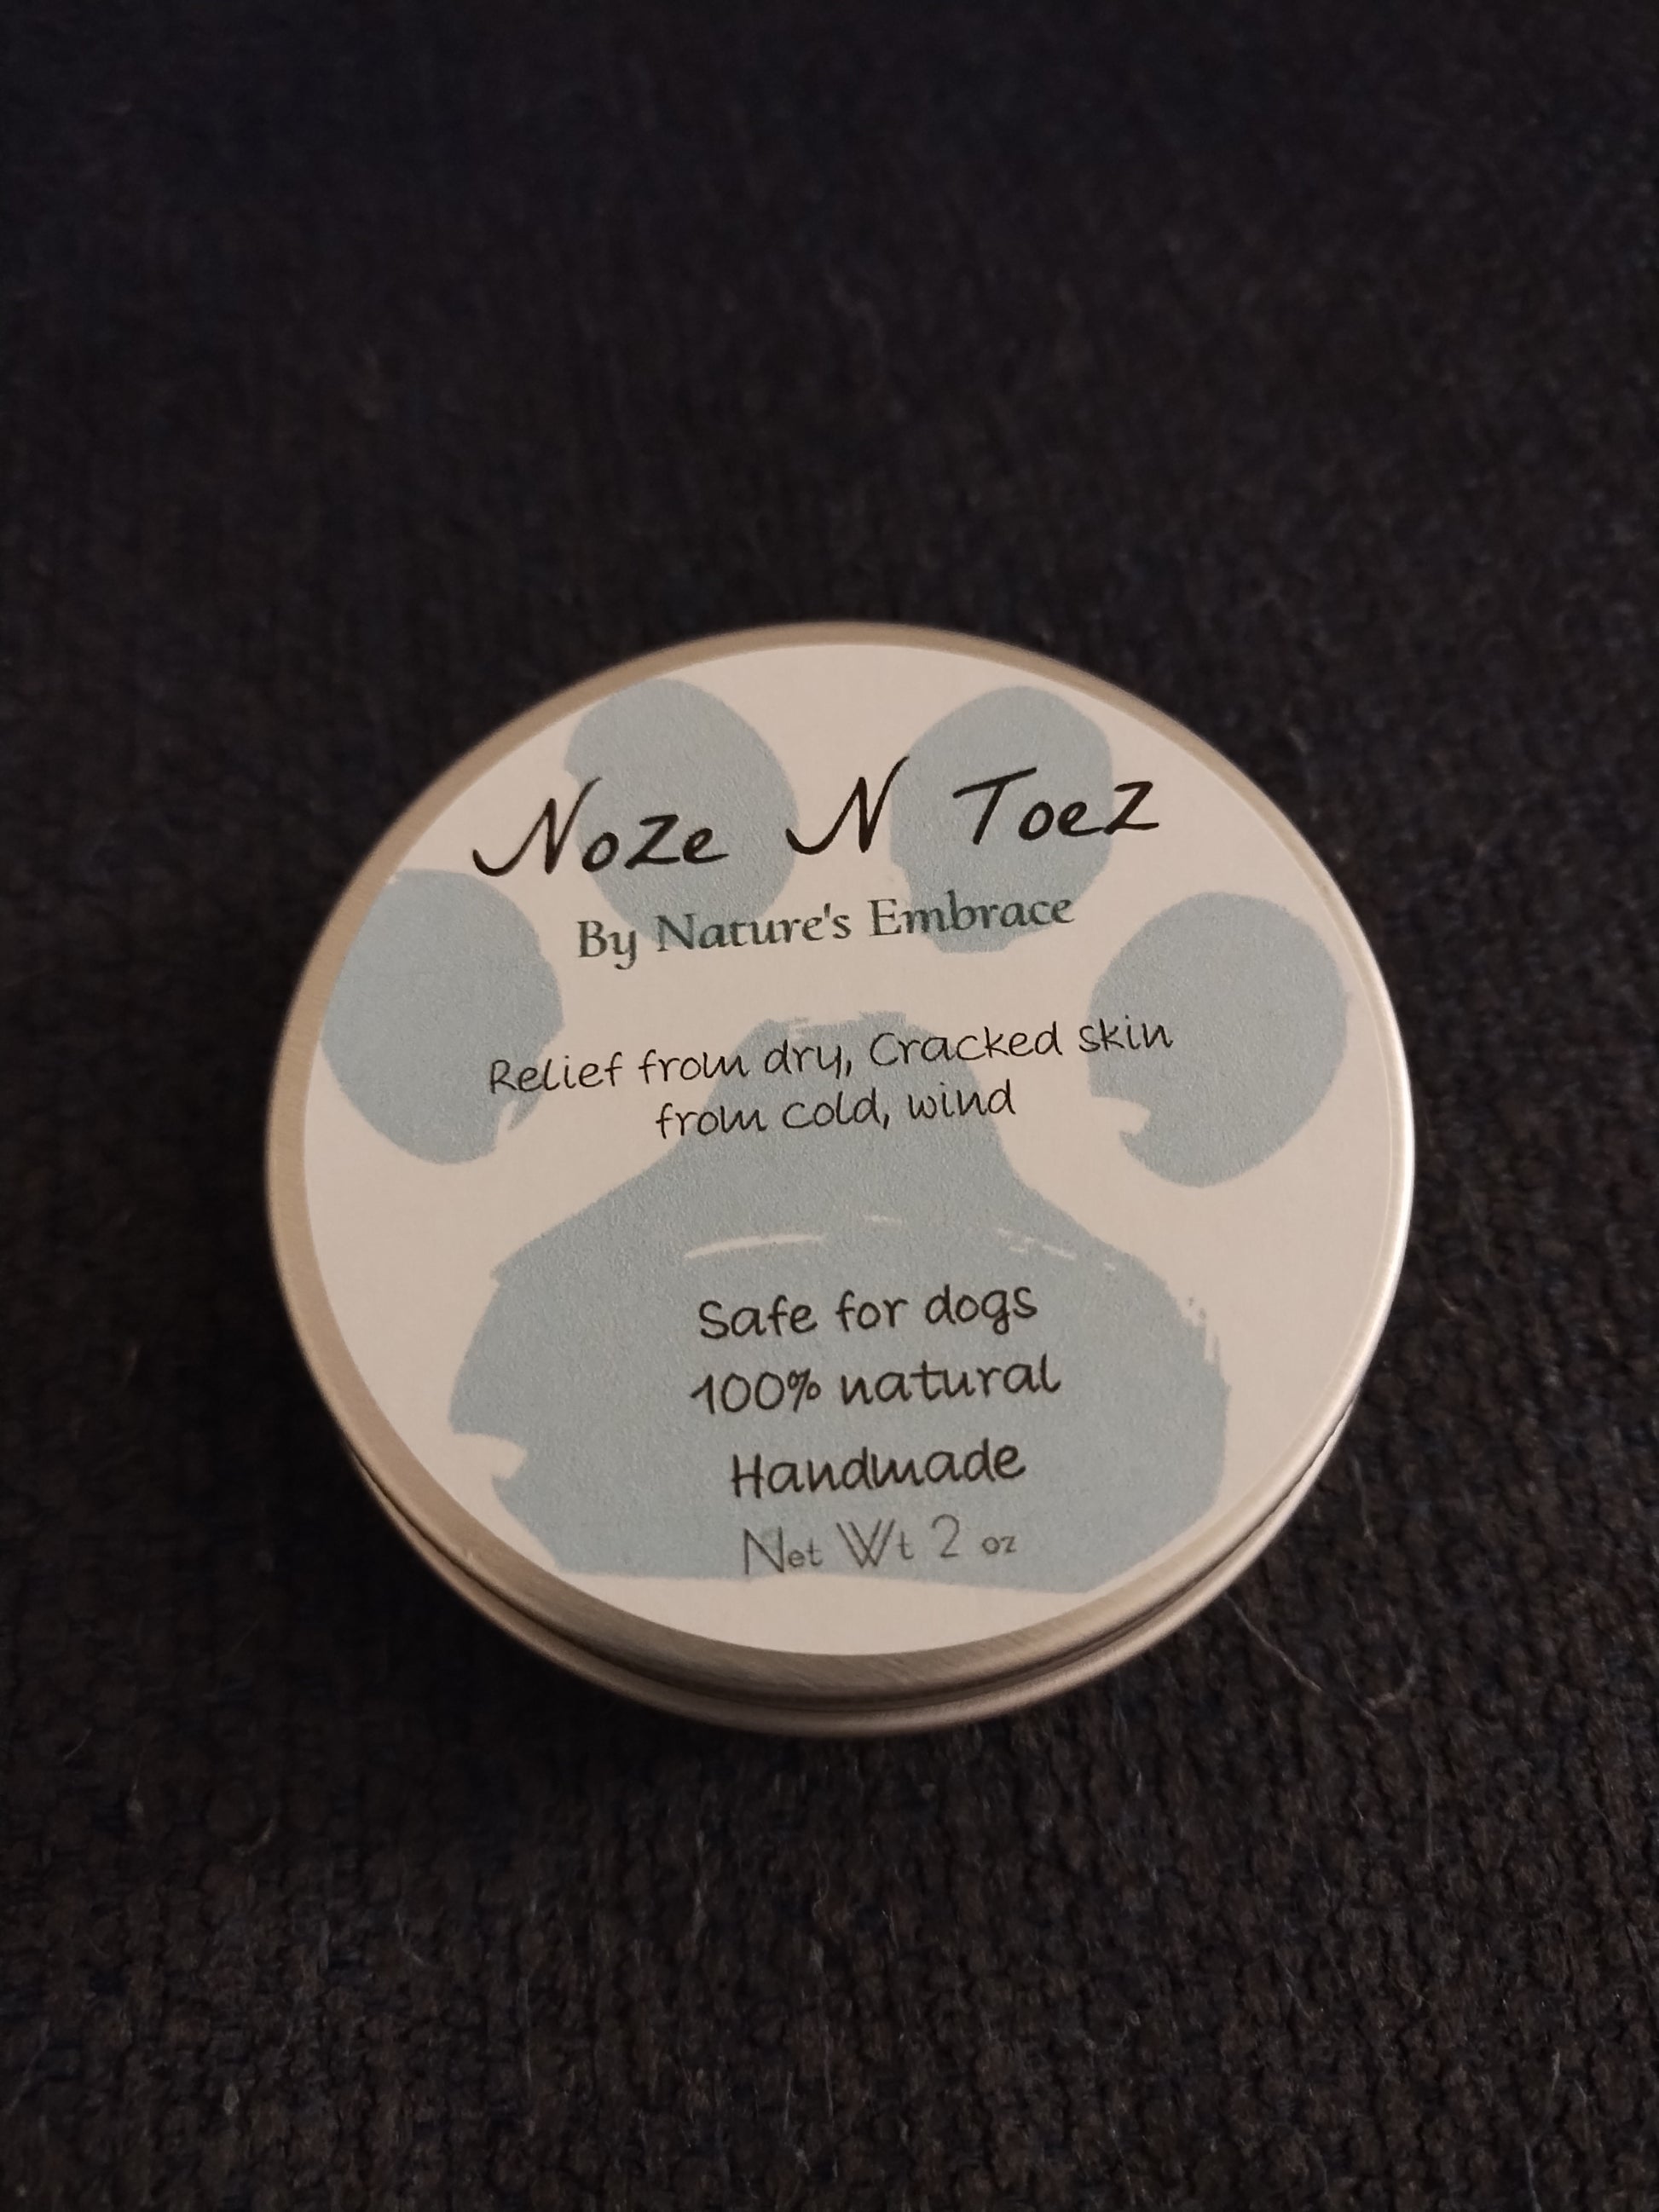 Noze N Toez
By Nature's Embrace
Relief from dry, Cracked skin
from cold, wind
Safe for dogs
100% natural
Handmade
Net Wt 2 oz